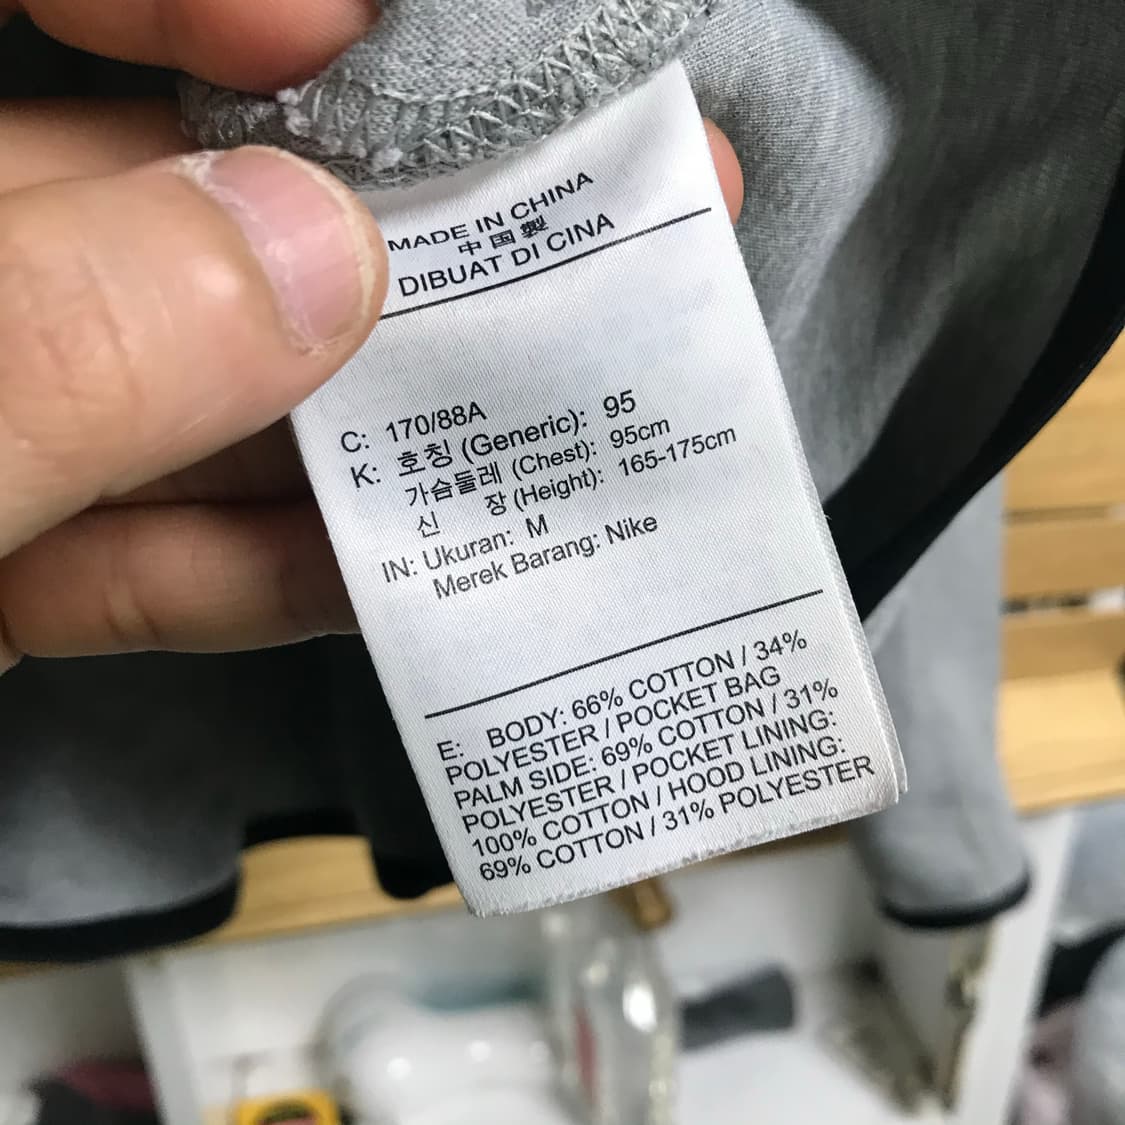 MADE IN CHINA
中国製
DIBUAT DI CINA
C: 170/88A
K: 호칭 (Generic): 95
가슴둘레 (Chest): 95cm
신 장 (Height): 165-175cm
IN: Ukuran: M
Merek Barang: Nike
E: BODY: 66% COTTON / 34%
POLYESTER / POCKET BAG
PALM SIDE: 69% COTTON / 31%
POLYESTER / POCKET LINING:
100% COTTON / HOOD LINING:
69% COTTON / 31% POLYESTER